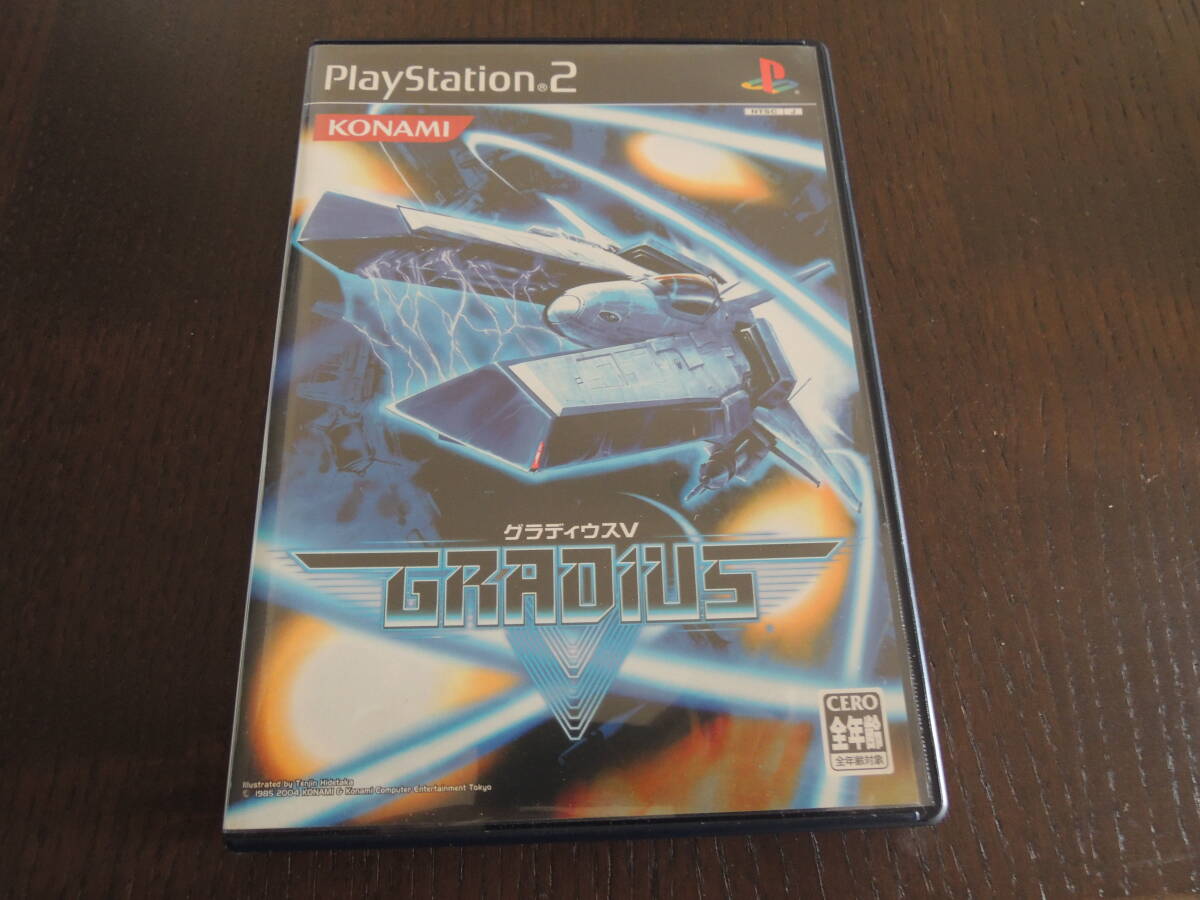 PlayStation®2
NTSC J
KONAMI
グラディウスV
GRADIUS
V
CERO
全年齢
全年齢対象
Illustrated by Tenjin Hidetaka
© 1985 2004 KONAMI & Konami Computer Entertainment Tokyo